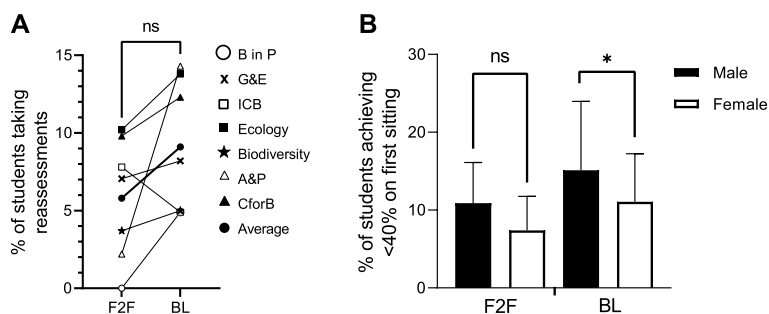 A
ns
% of students taking
reassessments
15
10
5
0
F2F
BL
B in P
G&E
ICB
Ecology
Biodiversity
A&P
CforB
Average
B
% of students achieving
<40% on first sitting
30
20
10
0
ns
*
F2F
BL
Male
Female